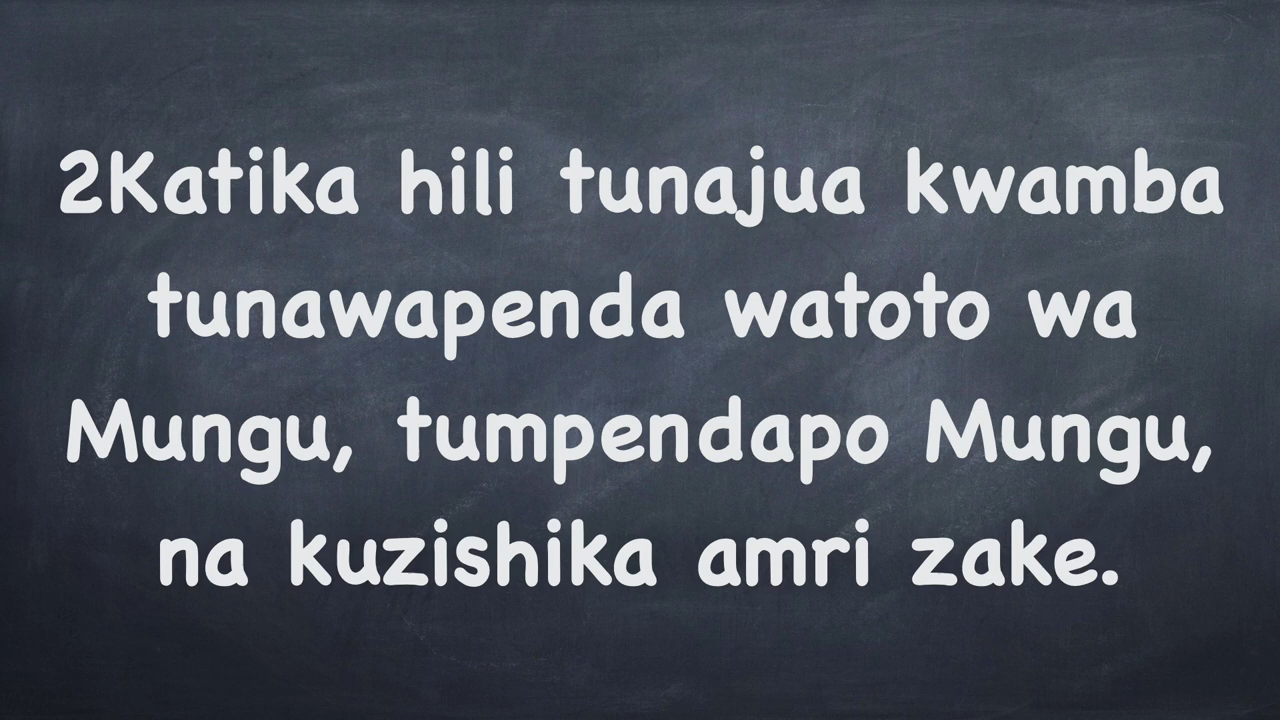 2Katika hili tunajua kwamba
tunawapenda watoto wa
Mungu, tumpendapo Mungu,
na kuzishika amri zake.